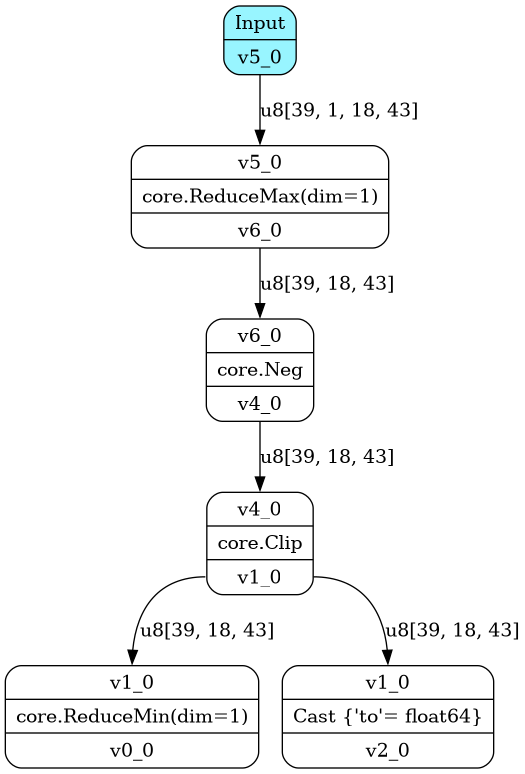 Input
v5_0
u8[39, 1, 18, 43]
v5_0
core.ReduceMax(dim=1)
v6_0
u8[39, 18, 43]
v6_0
core.Neg
v4_0
u8[39, 18, 43]
v4_0
core.Clip
v1_0
u8[39, 18, 43]
u8[39, 18, 43]
v1_0
core.ReduceMin(dim=1)
v0_0
v1_0
Cast {'to'= float64}
v2_0